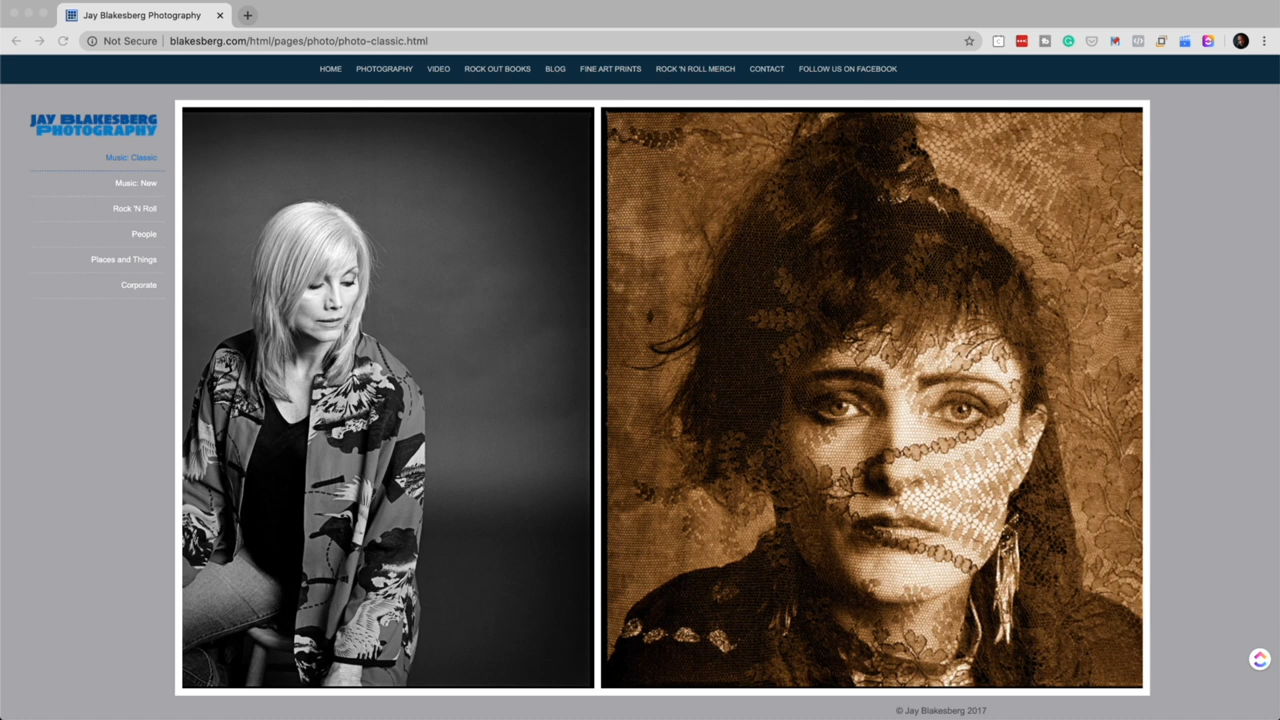 Jay Blakesberg Photography
Not Secure blakesberg.com/html/pages/photo/photo-classic.html
HOME PHOTOGRAPHY VIDEO ROCK OUT BOOKS BLOG FINE ART PRINTS ROCK 'N ROLL MERCH CONTACT FOLLOW US ON FACEBOOK
JAY BLAKESBERG
PHOTOGRAPHY
Music: Classic
Music: New
Rock 'N Roll
People
Places and Things
Corporate
© Jay Blakesberg 2017